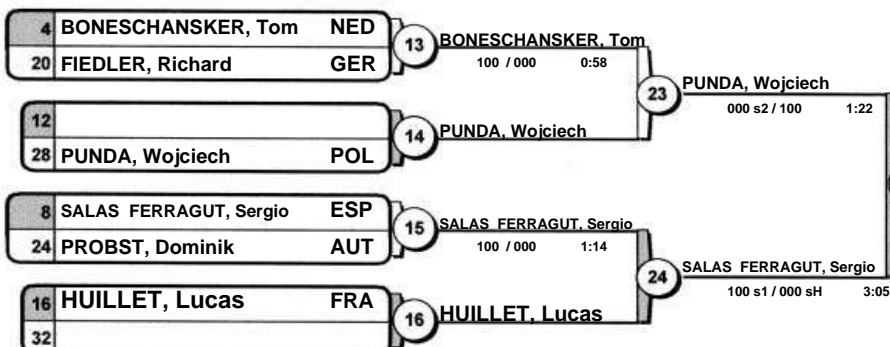 4 BONESCHANSKER, Tom NED
20 FIEDLER, Richard GER
13 BONESCHANSKER, Tom
100 / 000 0:58
12
28 PUNDA, Wojciech POL
14 PUNDA, Wojciech
23 PUNDA, Wojciech
000 s2 / 100 1:22
8 SALAS FERRAGUT, Sergio ESP
24 PROBST, Dominik AUT
15 SALAS FERRAGUT, Sergio
100 / 000 1:14
16 HUILLET, Lucas FRA
32
16 HUILLET, Lucas
24 SALAS FERRAGUT, Sergio
100 s1 / 000 sH 3:05